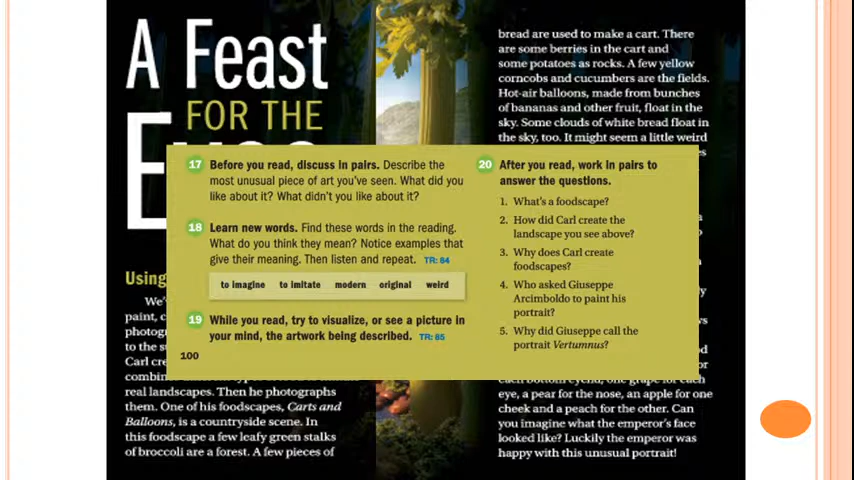 A Feast
FOR THE
17 Before you read, discuss in pairs. Describe the
most unusual piece of art you've seen. What did you
like about it? What didn't you like about it?
18 Learn new words. Find these words in the reading.
What do you think they mean? Notice examples that
give their meaning. Then listen and repeat. TR: 84
to imagine to imitate modern original weird
19 While you read, try to visualize, or see a picture in
your mind, the artwork being described. TR: 85
100
20 After you read, work in pairs to
answer the questions.
1. What's a foodscape?
2. How did Carl create the
landscape you see above?
3. Why does Carl create
foodscapes?
4. Who asked Giuseppe
Arcimboldo to paint his
portrait?
5. Why did Giuseppe call the
portrait Vertumnus?
Using
We'
paint, c
photogr
to the s
Carl cre
combin
real landscapes. Then he photographs
them. One of his foodscapes, Carts and
Balloons, is a countryside scene. In
this foodscape a few leafy green stalks
of broccoli are a forest. A few pieces of
bread are used to make a cart. There
are some berries in the cart and
some potatoes as rocks. A few yellow
corncobs and cucumbers are the fields.
Hot-air balloons, made from bunches
of bananas and other fruit, float in the
sky. Some clouds of white bread float in
the sky, too. It might seem a little weird
each bottom eyelid, one grape for each
eye, a pear for the nose, an apple for one
cheek and a peach for the other. Can
you imagine what the emperor's face
looked like? Luckily the emperor was
happy with this unusual portrait!